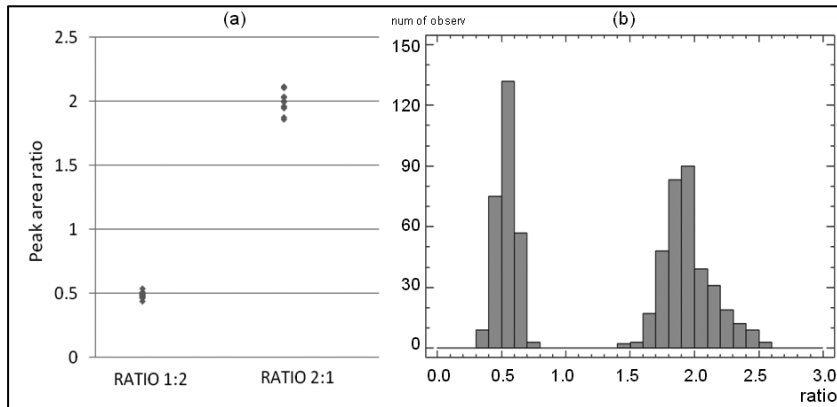 (a)
2.5
2
1.5
1
0.5
0
Peak area ratio
RATIO 1:2 RATIO 2:1
num of observ
(b)
150
120
90
60
30
0
0.0 0.5 1.0 1.5 2.0 2.5 3.0
ratio